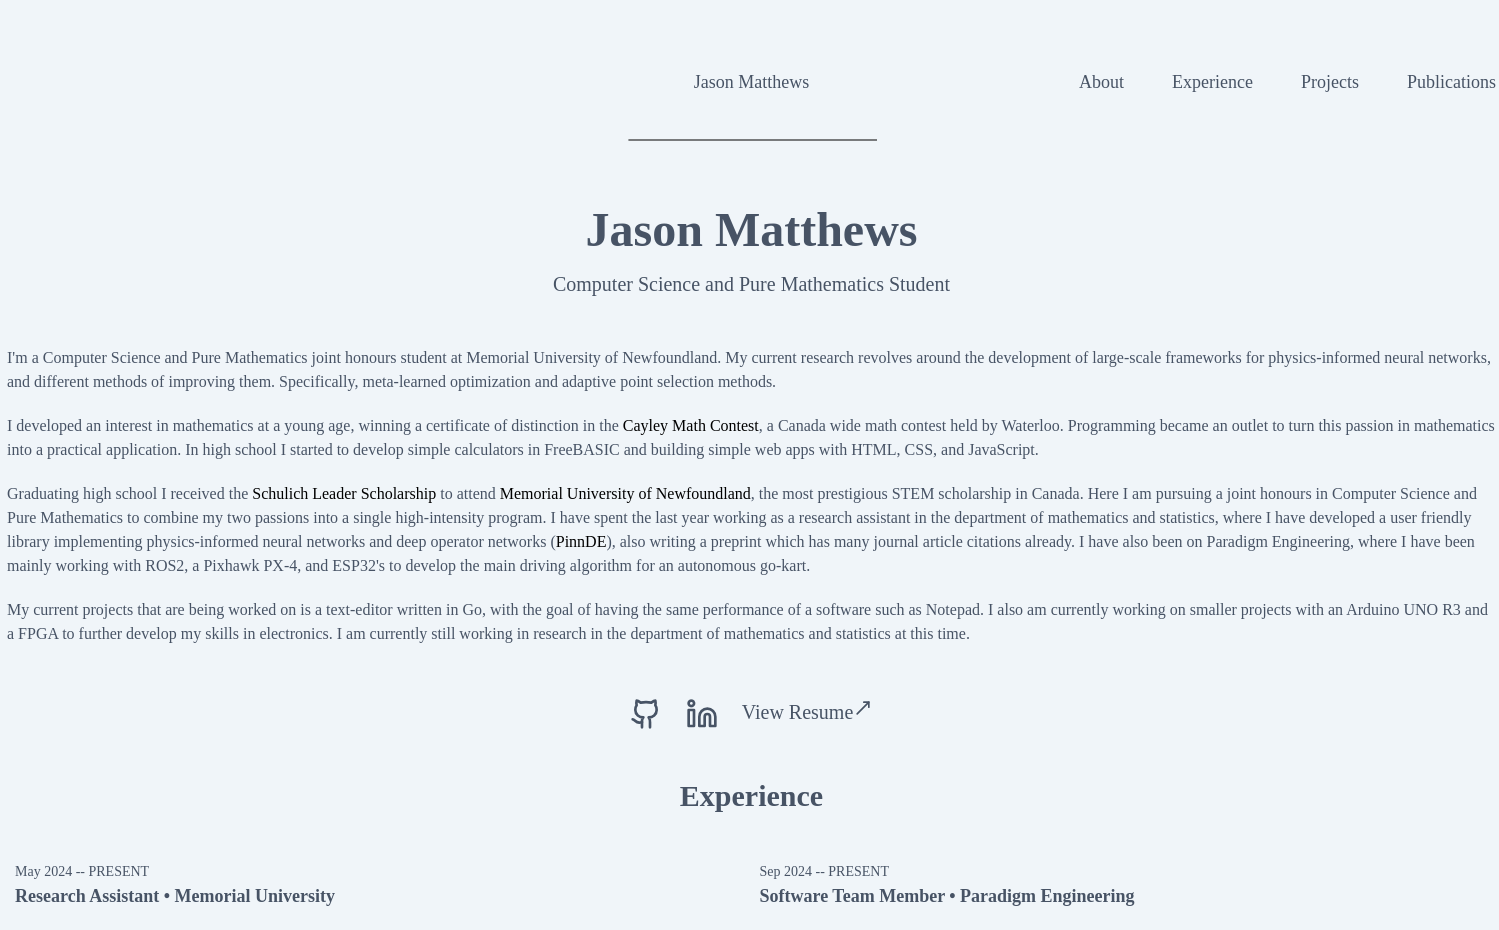 Jason Matthews
About Experience Projects Publications
Jason Matthews
Computer Science and Pure Mathematics Student
I'm a Computer Science and Pure Mathematics joint honours student at Memorial University of Newfoundland. My current research revolves around the development of large-scale frameworks for physics-informed neural networks,
and different methods of improving them. Specifically, meta-learned optimization and adaptive point selection methods.
I developed an interest in mathematics at a young age, winning a certificate of distinction in the Cayley Math Contest, a Canada wide math contest held by Waterloo. Programming became an outlet to turn this passion in mathematics
into a practical application. In high school I started to develop simple calculators in FreeBASIC and building simple web apps with HTML, CSS, and JavaScript.
Graduating high school I received the Schulich Leader Scholarship to attend Memorial University of Newfoundland, the most prestigious STEM scholarship in Canada. Here I am pursuing a joint honours in Computer Science and
Pure Mathematics to combine my two passions into a single high-intensity program. I have spent the last year working as a research assistant in the department of mathematics and statistics, where I have developed a user friendly
library implementing physics-informed neural networks and deep operator networks (PinnDE), also writing a preprint which has many journal article citations already. I have also been on Paradigm Engineering, where I have been
mainly working with ROS2, a Pixhawk PX-4, and ESP32's to develop the main driving algorithm for an autonomous go-kart.
My current projects that are being worked on is a text-editor written in Go, with the goal of having the same performance of a software such as Notepad. I also am currently working on smaller projects with an Arduino UNO R3 and
a FPGA to further develop my skills in electronics. I am currently still working in research in the department of mathematics and statistics at this time.
View Resume
Experience
May 2024 -- PRESENT
Research Assistant • Memorial University
Sep 2024 -- PRESENT
Software Team Member • Paradigm Engineering